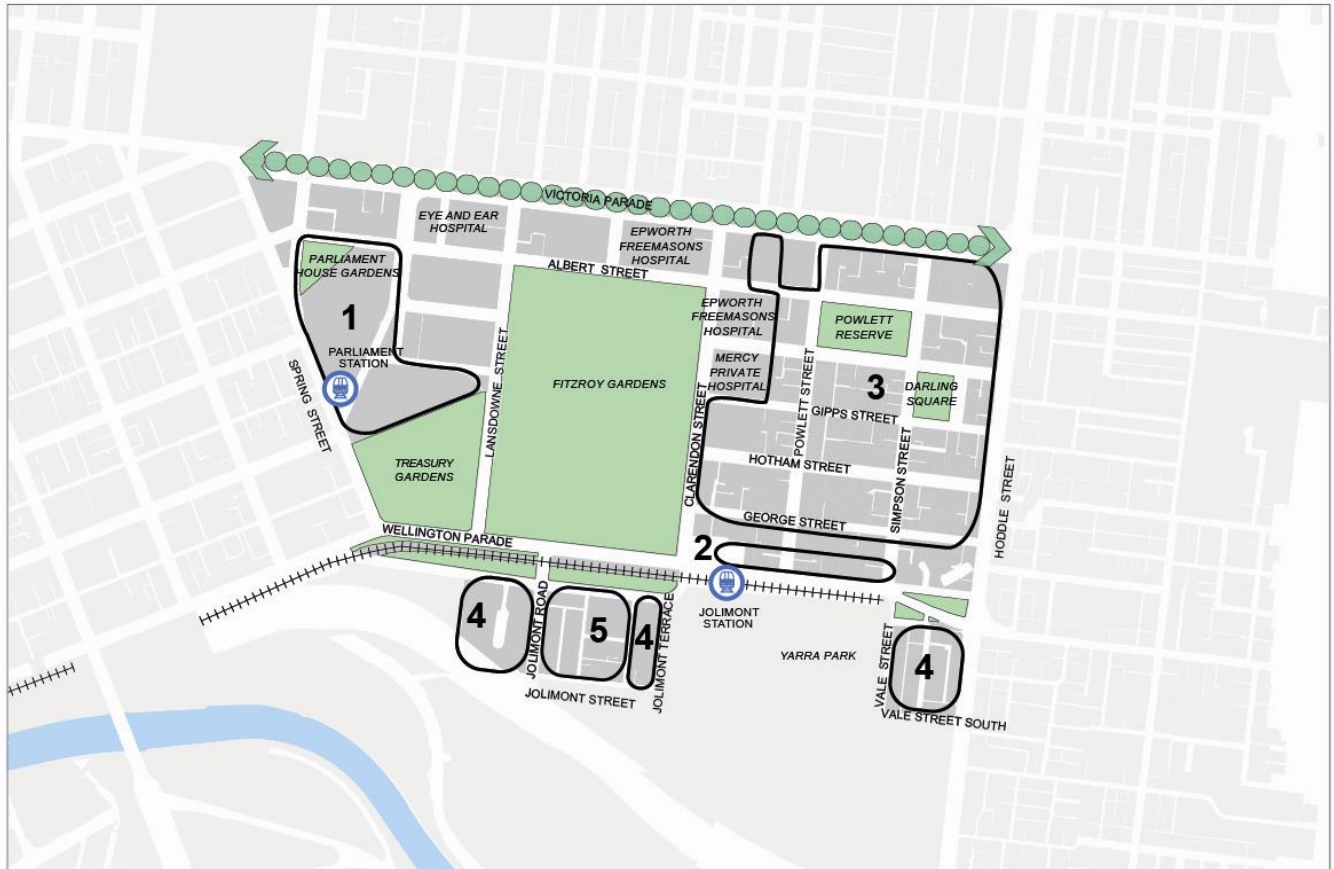 VICTORIA PARADE
EYE AND EAR
HOSPITAL
EPWORTH
FREEMASONS
HOSPITAL
PARLIAMENT
HOUSE GARDENS
ALBERT STREET
1
PARLIAMENT
STATION
SPRING STREET
LANSDOWNE STREET
FITZROY GARDENS
EPWORTH
FREEMASONS
HOSPITAL
MERCY
PRIVATE
HOSPITAL
CLARENDON STREET
POWLETT STREET
POWLETT
RESERVE
3
DARLING
SQUARE
GIPPS STREET
HOTHAM STREET
SIMPSON STREET
GEORGE STREET
HODDLE STREET
TREASURY
GARDENS
WELLINGTON PARADE
2
JOLIMONT
STATION
4
JOLIMONT ROAD
5
4
JOLIMONT TERRACE
JOLIMONT STREET
YARRA PARK
VALE STREET
4
VALE STREET SOUTH